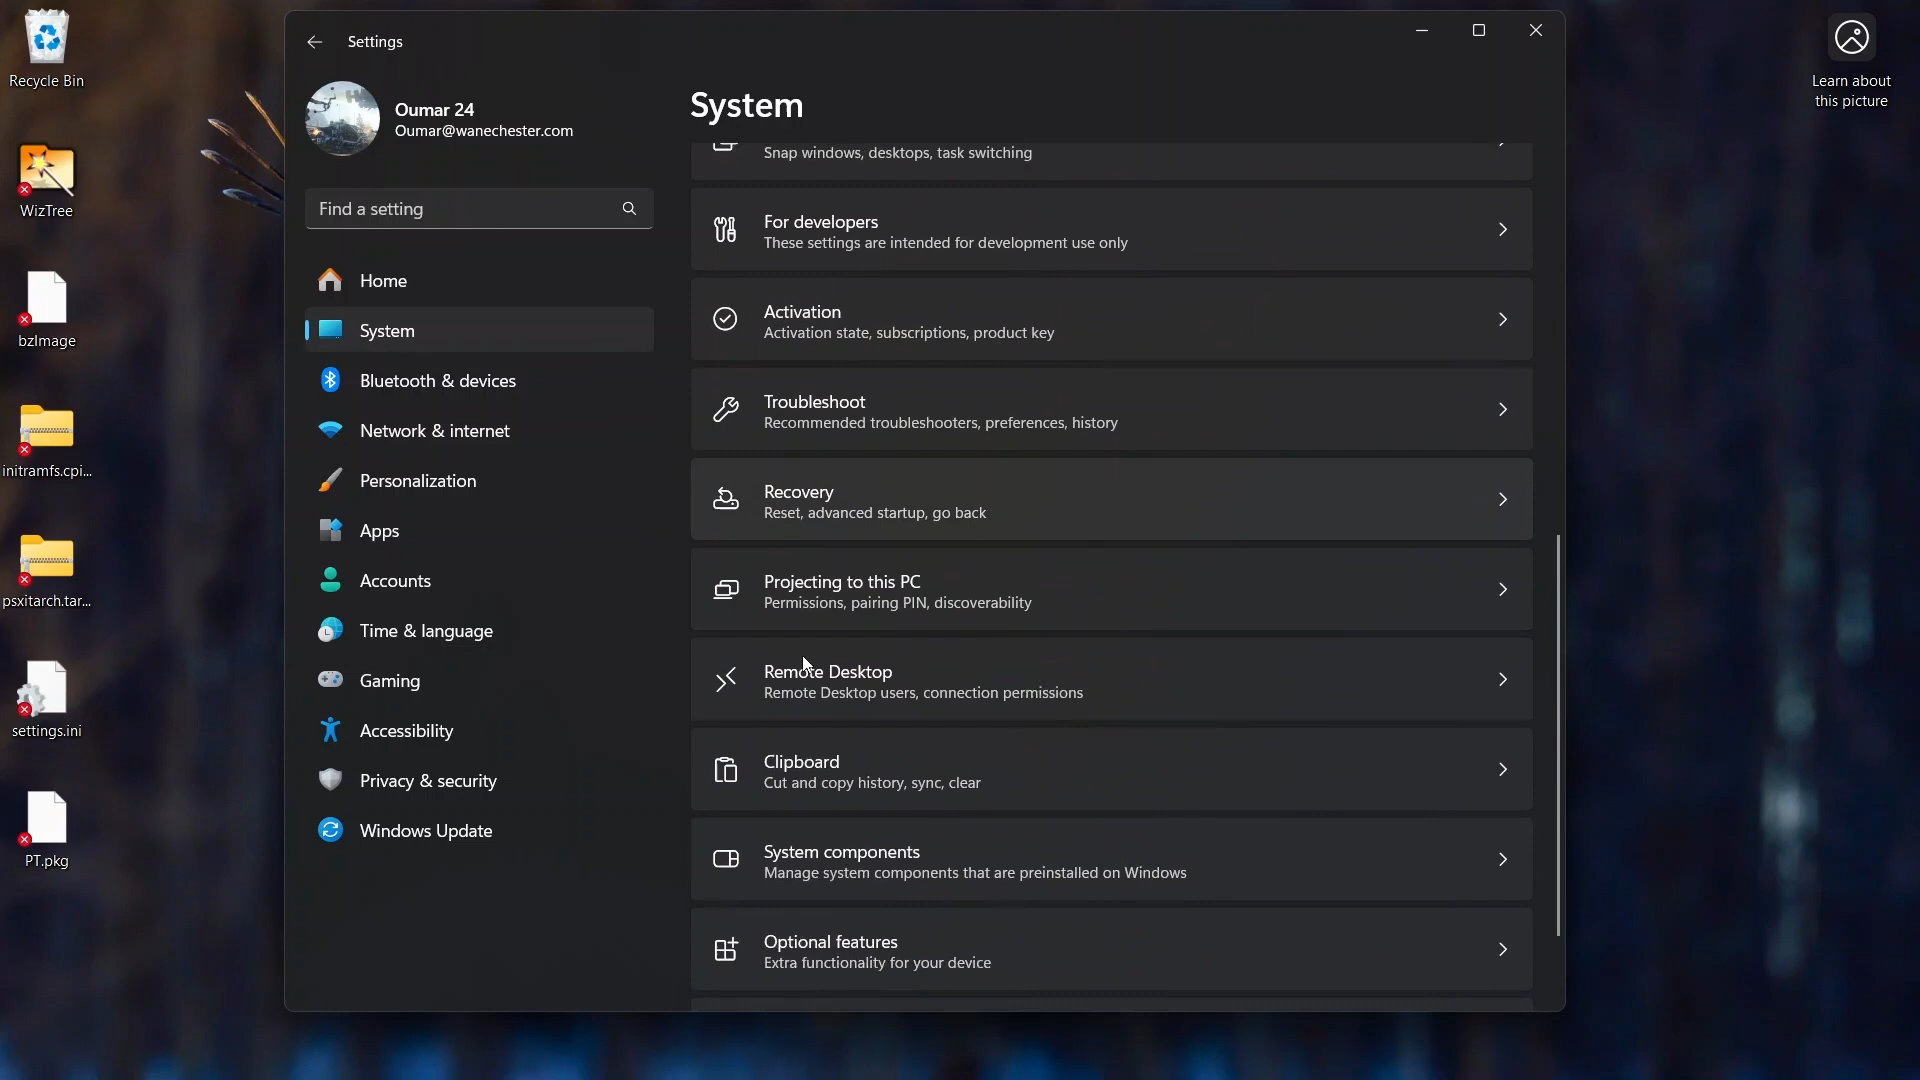 Recycle Bin
WizTree
bzImage
initramfs.cpi...
psxitarch.tar...
settings.ini
PT.pkg
Settings
Oumar 24
Oumar@wanechester.com
Find a setting
Home
System
Bluetooth & devices
Network & internet
Personalization
Apps
Accounts
Time & language
Gaming
Accessibility
Privacy & security
Windows Update
System
Snap windows, desktops, task switching
For developers
These settings are intended for development use only
Activation
Activation state, subscriptions, product key
Troubleshoot
Recommended troubleshooters, preferences, history
Recovery
Reset, advanced startup, go back
Projecting to this PC
Permissions, pairing PIN, discoverability
Remote Desktop
Remote Desktop users, connection permissions
Clipboard
Cut and copy history, sync, clear
System components
Manage system components that are preinstalled on Windows
Optional features
Extra functionality for your device
Learn about
this picture